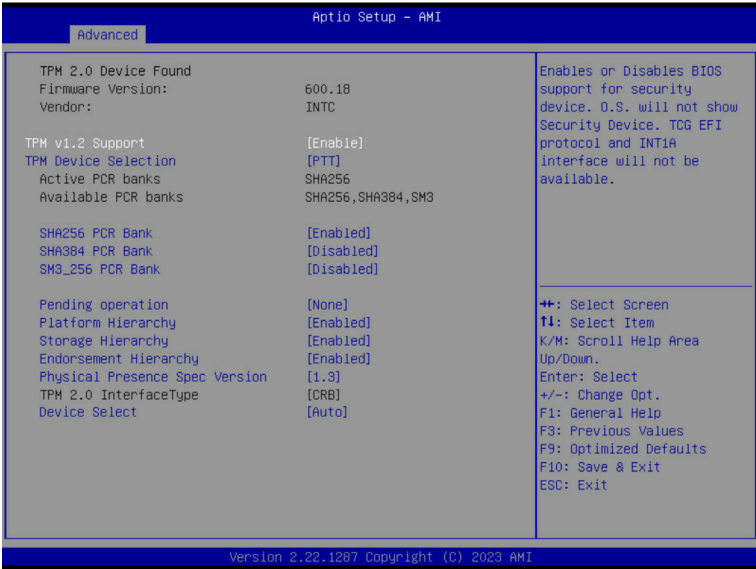 Aptio Setup – AMI
Advanced
TPM 2.0 Device Found
Firmware Version: 600.18
Vendor: INTC
TPM v1.2 Support [Enable]
TPM Device Selection [PTT]
Active PCR banks SHA256
Available PCR banks SHA256,SHA384,SM3
SHA256 PCR Bank [Enabled]
SHA384 PCR Bank [Disabled]
SM3_256 PCR Bank [Disabled]
Pending operation [None]
Platform Hierarchy [Enabled]
Storage Hierarchy [Enabled]
Endorsement Hierarchy [Enabled]
Physical Presence Spec Version [1.3]
TPM 2.0 InterfaceType [CRB]
Device Select [Auto]
Enables or Disables BIOS
support for security
device. O.S. will not show
Security Device. TCG EFI
protocol and INT1A
interface will not be
available.
→←: Select Screen
↑↓: Select Item
K/M: Scroll Help Area
Up/Down.
Enter: Select
+/-: Change Opt.
F1: General Help
F3: Previous Values
F9: Optimized Defaults
F10: Save & Exit
ESC: Exit
Version 2.22.1287 Copyright (C) 2023 AMI